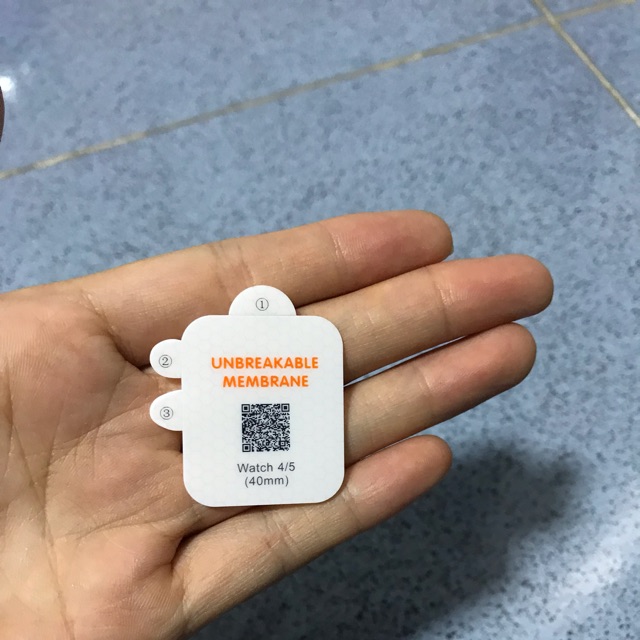 ①
②
③
UNBREAKABLE
MEMBRANE
Watch 4/5
(40mm)